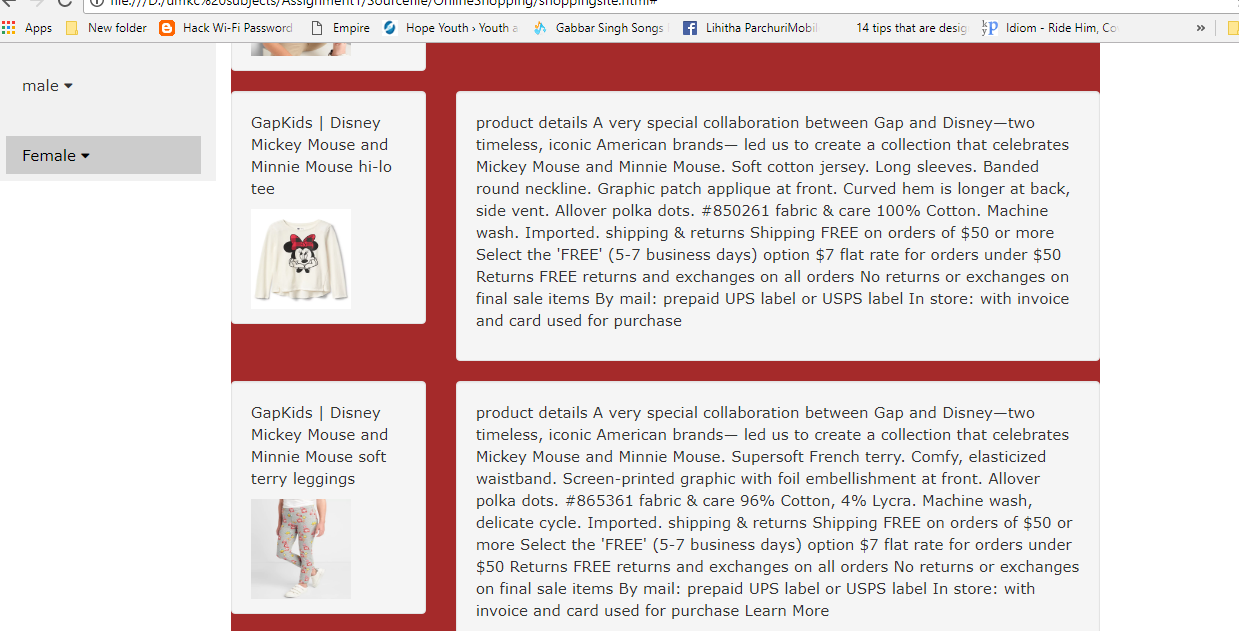 file:///D:/umkc%20subjects/Assignment1/Sourcefile/OnlineShopping/shoppingsite.html#
Apps New folder Hack Wi-Fi Password Empire Hope Youth › Youth a Gabbar Singh Songs Lihitha ParchuriMobil 14 tips that are desig Idiom - Ride Him, Co »
male
Female
GapKids | Disney
Mickey Mouse and
Minnie Mouse hi-lo
tee
product details A very special collaboration between Gap and Disney—two
timeless, iconic American brands— led us to create a collection that celebrates
Mickey Mouse and Minnie Mouse. Soft cotton jersey. Long sleeves. Banded
round neckline. Graphic patch applique at front. Curved hem is longer at back,
side vent. Allover polka dots. #850261 fabric & care 100% Cotton. Machine
wash. Imported. shipping & returns Shipping FREE on orders of $50 or more
Select the 'FREE' (5-7 business days) option $7 flat rate for orders under $50
Returns FREE returns and exchanges on all orders No returns or exchanges on
final sale items By mail: prepaid UPS label or USPS label In store: with invoice
and card used for purchase
GapKids | Disney
Mickey Mouse and
Minnie Mouse soft
terry leggings
product details A very special collaboration between Gap and Disney—two
timeless, iconic American brands— led us to create a collection that celebrates
Mickey Mouse and Minnie Mouse. Supersoft French terry. Comfy, elasticized
waistband. Screen-printed graphic with foil embellishment at front. Allover
polka dots. #865361 fabric & care 96% Cotton, 4% Lycra. Machine wash,
delicate cycle. Imported. shipping & returns Shipping FREE on orders of $50 or
more Select the 'FREE' (5-7 business days) option $7 flat rate for orders under
$50 Returns FREE returns and exchanges on all orders No returns or exchanges
on final sale items By mail: prepaid UPS label or USPS label In store: with
invoice and card used for purchase Learn More